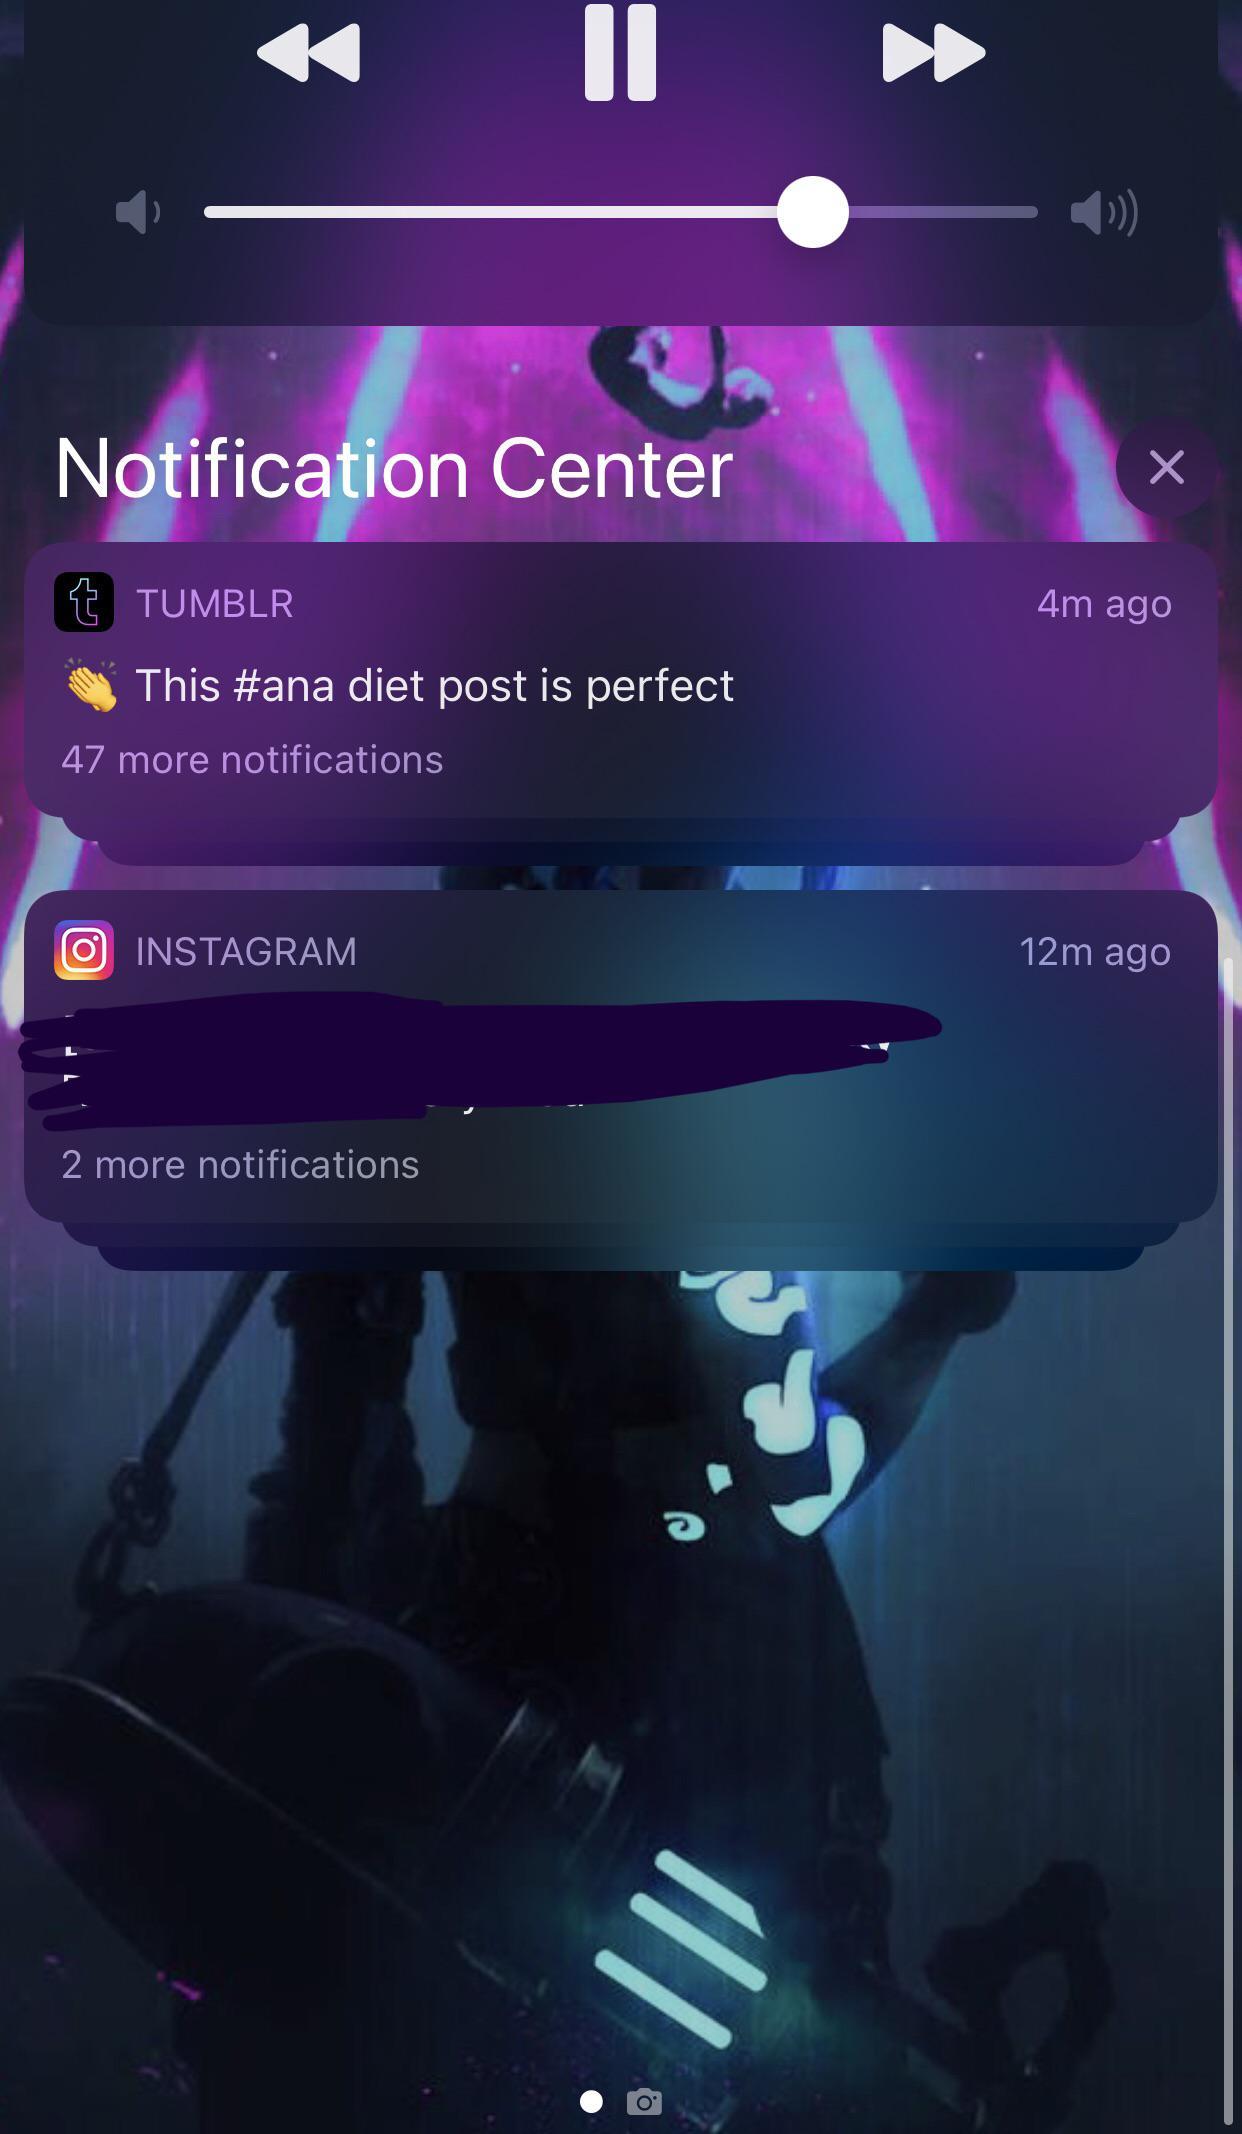 Notification Center
TUMBLR 4m ago
👏 This #ana diet post is perfect
47 more notifications
INSTAGRAM 12m ago
2 more notifications